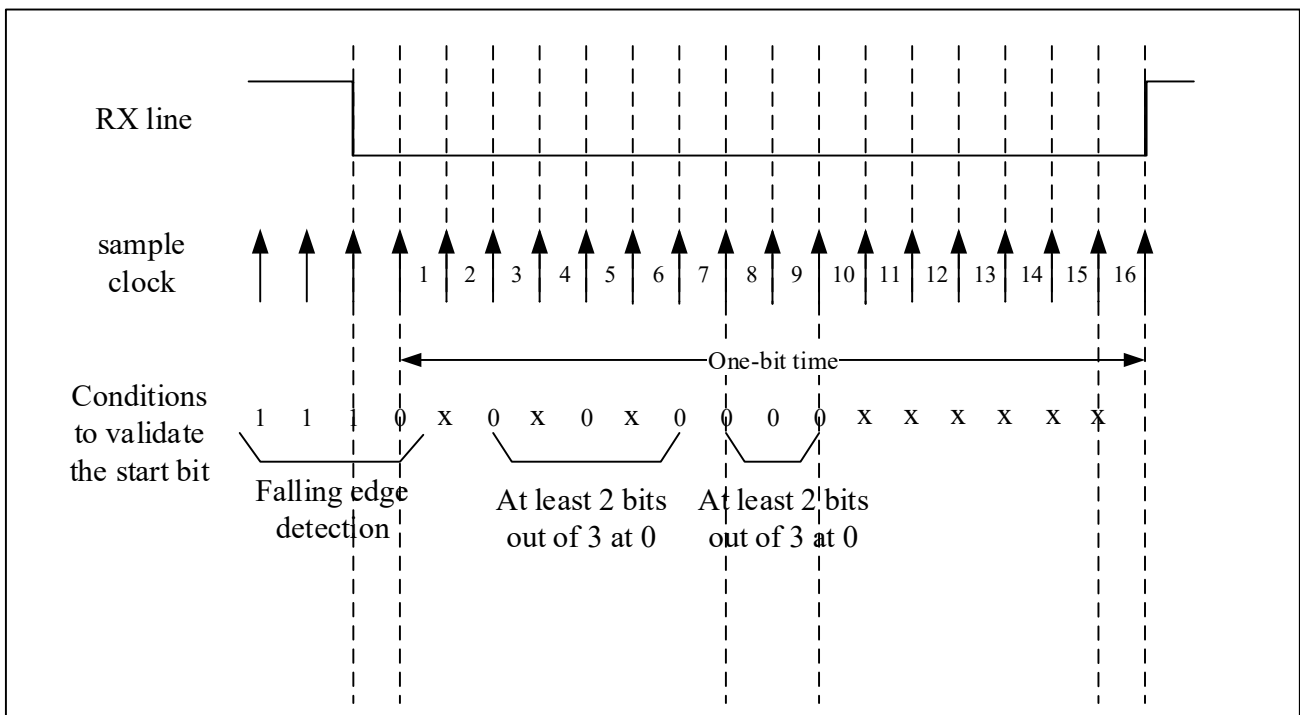 RX line
sample
clock
1 2 3 4 5 6 7 8 9 10 11 12 13 14 15 16
One-bit time
Conditions
to validate
the start bit
1 1 1 0 x 0 x 0 x 0 0 0 0 x x x x x x
Falling edge
detection
At least 2 bits
out of 3 at 0
At least 2 bits
out of 3 at 0